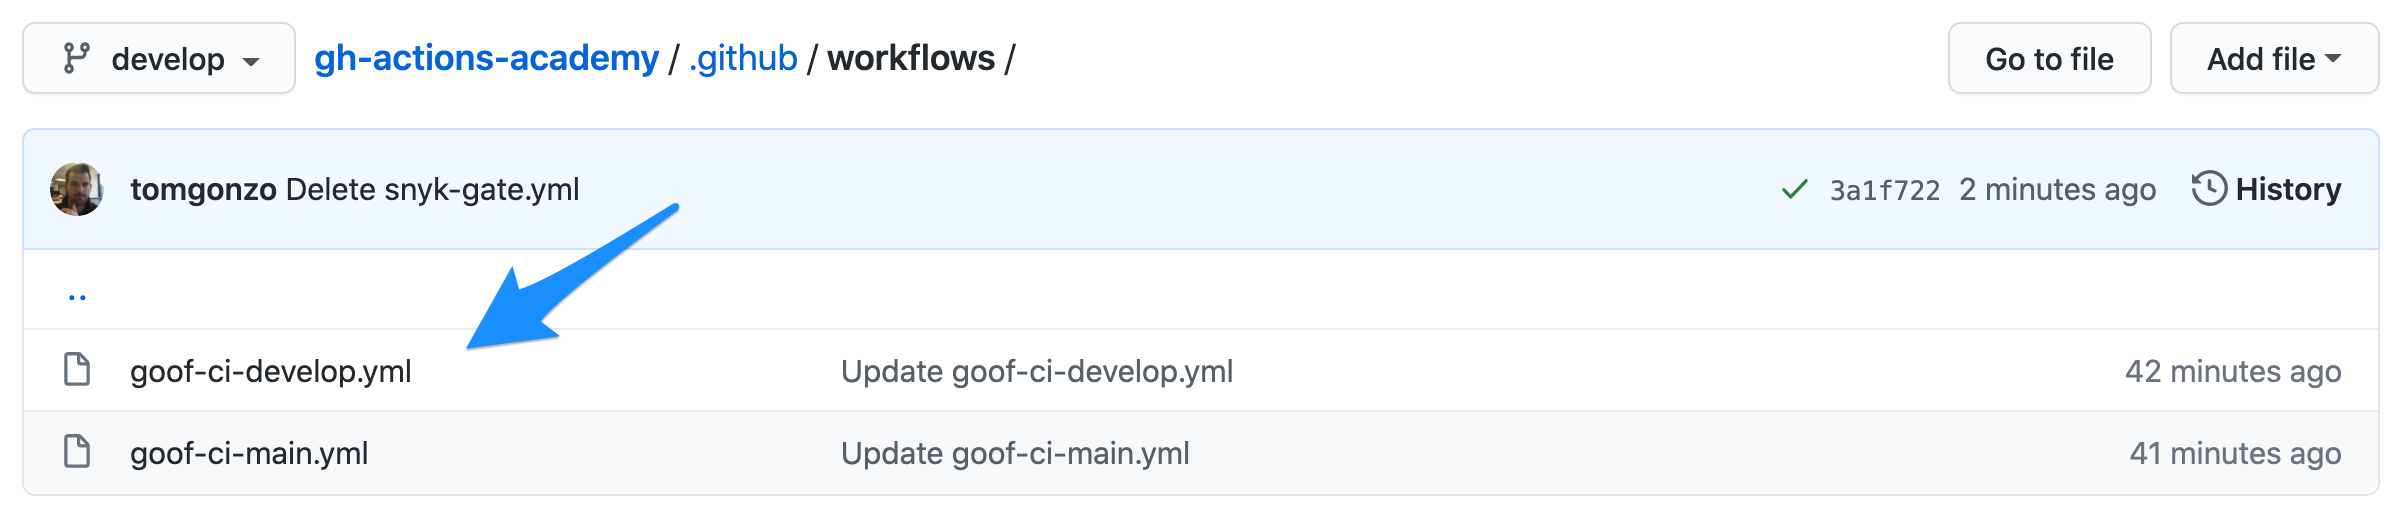 develop gh-actions-academy / .github / workflows / Go to file Add file
tomgonzo Delete snyk-gate.yml 3a1f722 2 minutes ago History
..
goof-ci-develop.yml Update goof-ci-develop.yml 42 minutes ago
goof-ci-main.yml Update goof-ci-main.yml 41 minutes ago